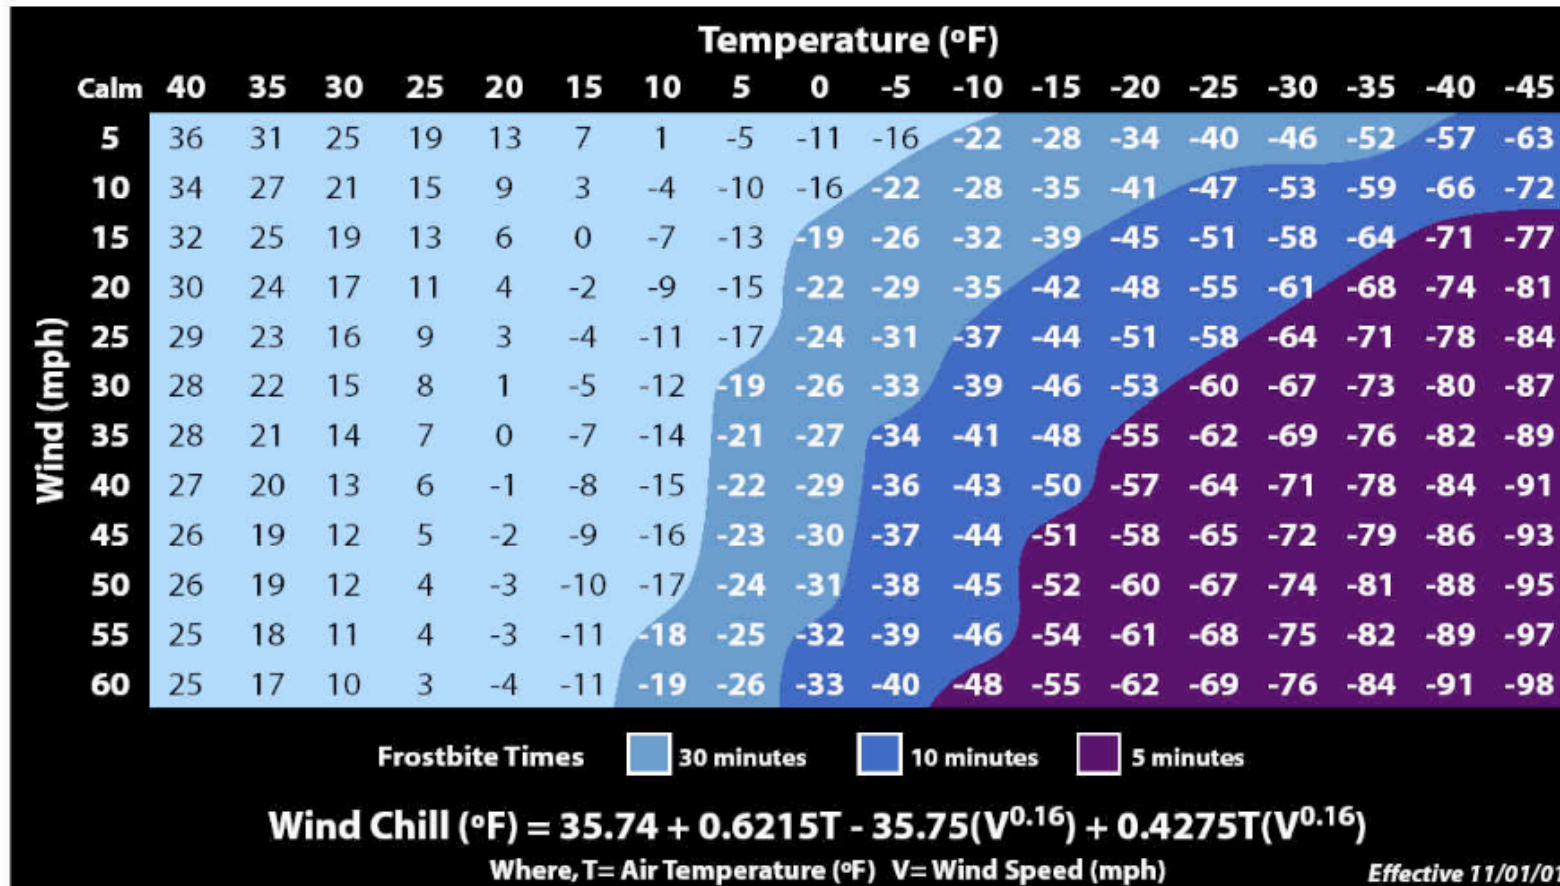 Temperature (ºF)
Calm 40 35 30 25 20 15 10 5 0 -5 -10 -15 -20 -25 -30 -35 -40 -45
5 36 31 25 19 13 7 1 -5 -11 -16 -22 -28 -34 -40 -46 -52 -57 -63
10 34 27 21 15 9 3 -4 -10 -16 -22 -28 -35 -41 -47 -53 -59 -66 -72
15 32 25 19 13 6 0 -7 -13 -19 -26 -32 -39 -45 -51 -58 -64 -71 -77
20 30 24 17 11 4 -2 -9 -15 -22 -29 -35 -42 -48 -55 -61 -68 -74 -81
25 29 23 16 9 3 -4 -11 -17 -24 -31 -37 -44 -51 -58 -64 -71 -78 -84
30 28 22 15 8 1 -5 -12 -19 -26 -33 -39 -46 -53 -60 -67 -73 -80 -87
35 28 21 14 7 0 -7 -14 -21 -27 -34 -41 -48 -55 -62 -69 -76 -82 -89
40 27 20 13 6 -1 -8 -15 -22 -29 -36 -43 -50 -57 -64 -71 -78 -84 -91
45 26 19 12 5 -2 -9 -16 -23 -30 -37 -44 -51 -58 -65 -72 -79 -86 -93
50 26 19 12 4 -3 -10 -17 -24 -31 -38 -45 -52 -60 -67 -74 -81 -88 -95
55 25 18 11 4 -3 -11 -18 -25 -32 -39 -46 -54 -61 -68 -75 -82 -89 -97
60 25 17 10 3 -4 -11 -19 -26 -33 -40 -48 -55 -62 -69 -76 -84 -91 -98
Wind (mph)
Frostbite Times 30 minutes 10 minutes 5 minutes
Wind Chill (ºF) = 35.74 + 0.6215T - 35.75(V^0.16) + 0.4275T(V^0.16)
Where, T= Air Temperature (ºF) V= Wind Speed (mph)
Effective 11/01/01